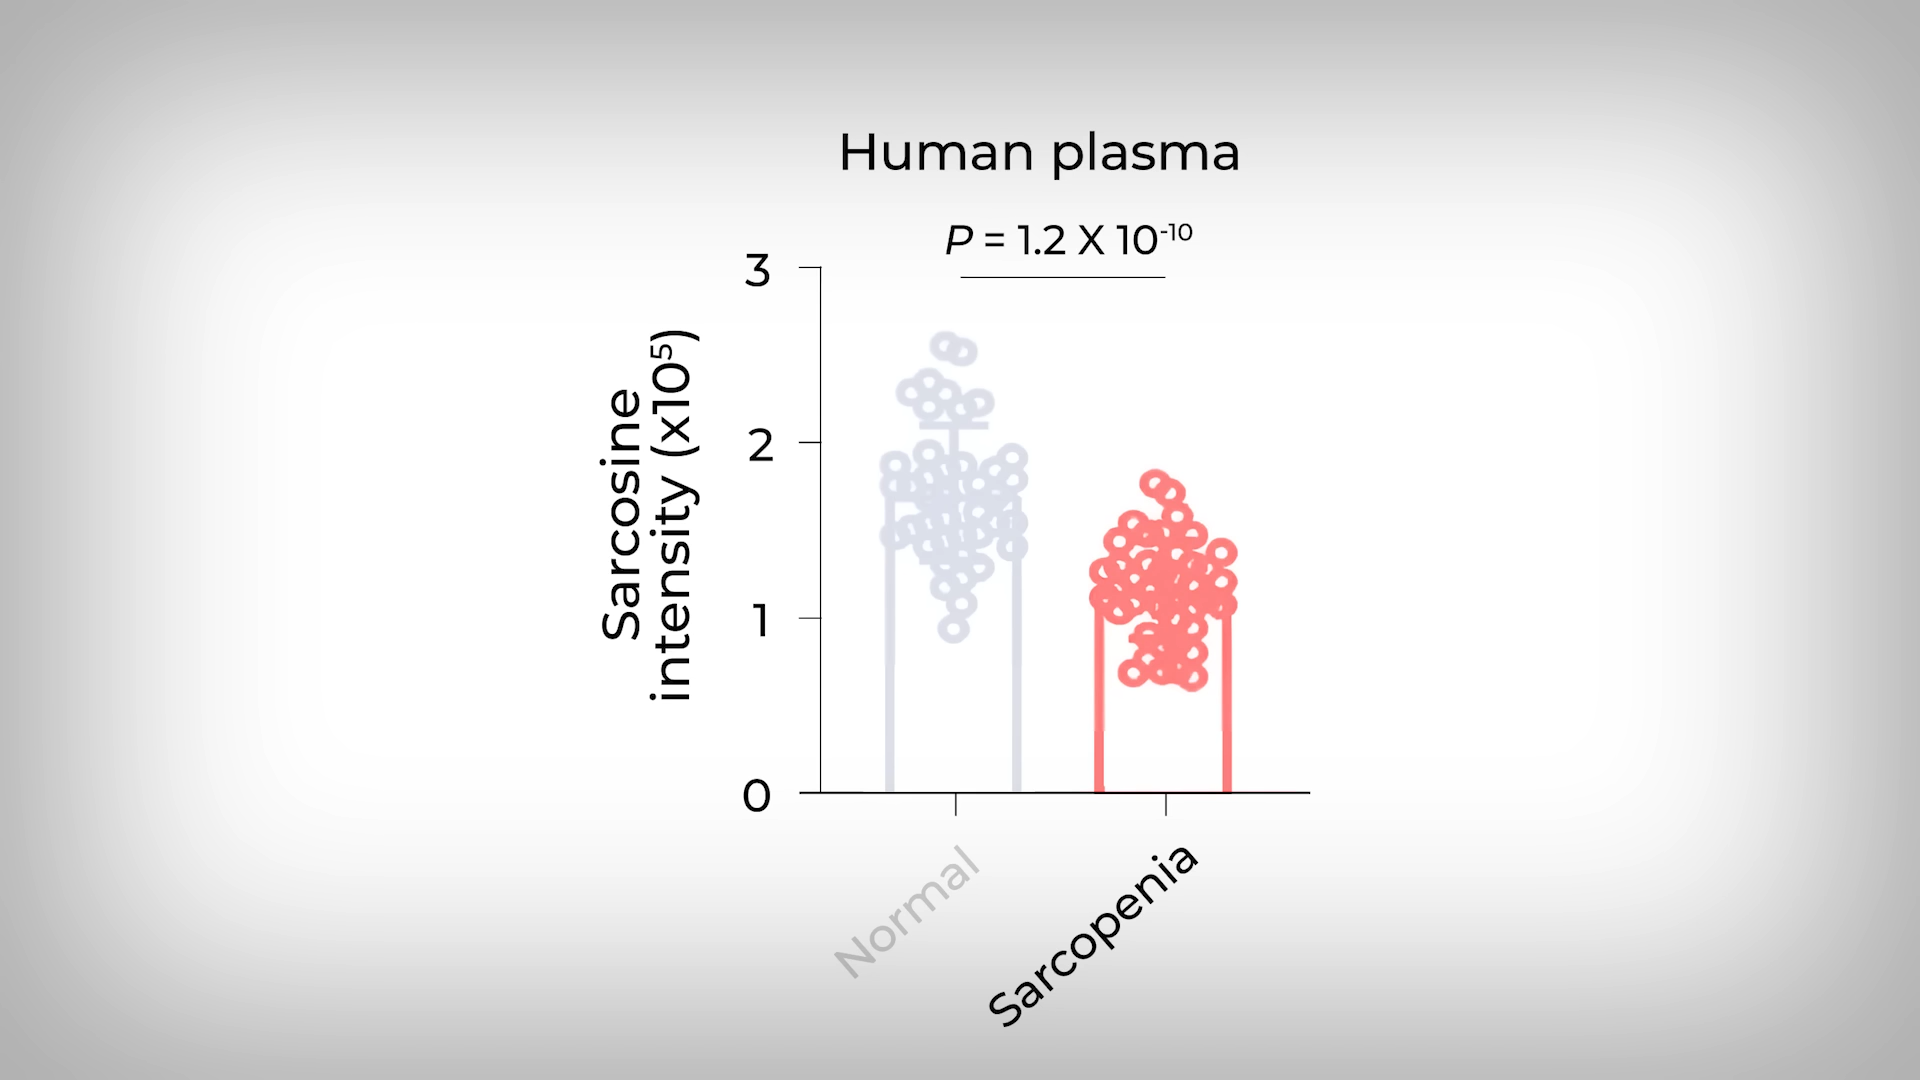 Human plasma
P = 1.2 X 10⁻¹⁰
Sarcosine
intensity (x10⁵)
3
2
1
0
Normal
Sarcopenia